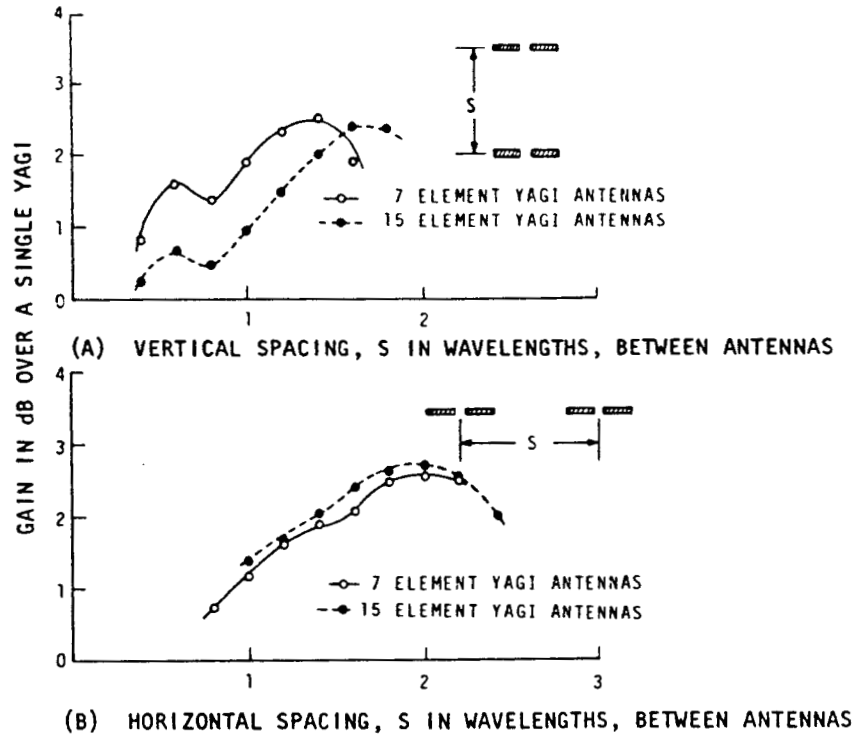 GAIN IN dB OVER A SINGLE YAGI
4
3
2
1
0
S
7 ELEMENT YAGI ANTENNAS
15 ELEMENT YAGI ANTENNAS
1
2
(A) VERTICAL SPACING, S IN WAVELENGTHS, BETWEEN ANTENNAS
4
3
2
1
0
S
7 ELEMENT YAGI ANTENNAS
15 ELEMENT YAGI ANTENNAS
1
2
3
(B) HORIZONTAL SPACING, S IN WAVELENGTHS, BETWEEN ANTENNAS